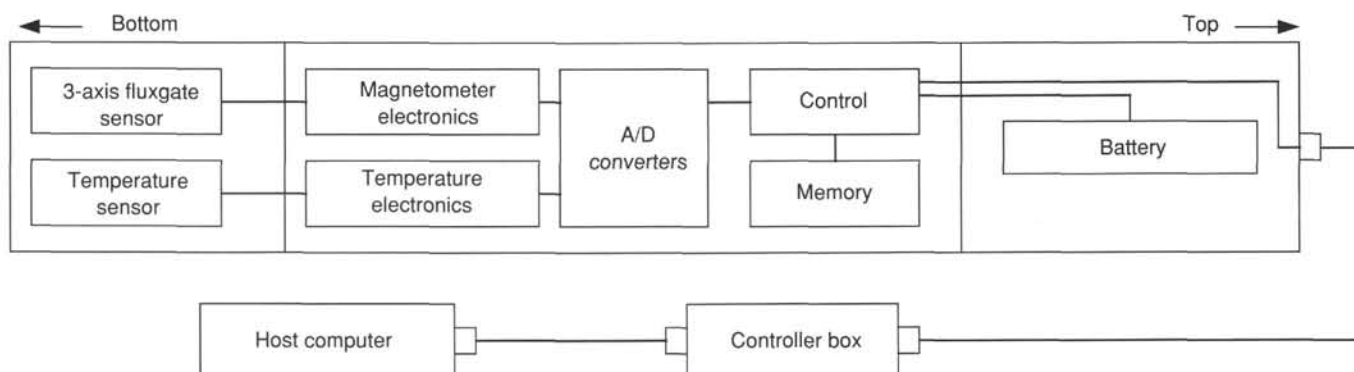 Bottom
Top
3-axis fluxgate
sensor
Magnetometer
electronics
A/D
converters
Control
Battery
Temperature
sensor
Temperature
electronics
Memory
Host computer
Controller box